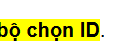 bộ chọn ID.